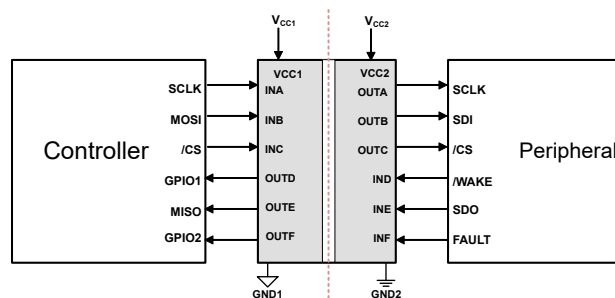 VCC1
VCC2
VCC1
VCC2
SCLK
INA
OUTA
SCLK
MOSI
INB
OUTB
SDI
Controller
/CS
INC
OUTC
/CS
Peripheral
GPIO1
OUTD
IND
/WAKE
MISO
OUTE
INE
SDO
GPIO2
OUTF
INF
FAULT
GND1
GND2